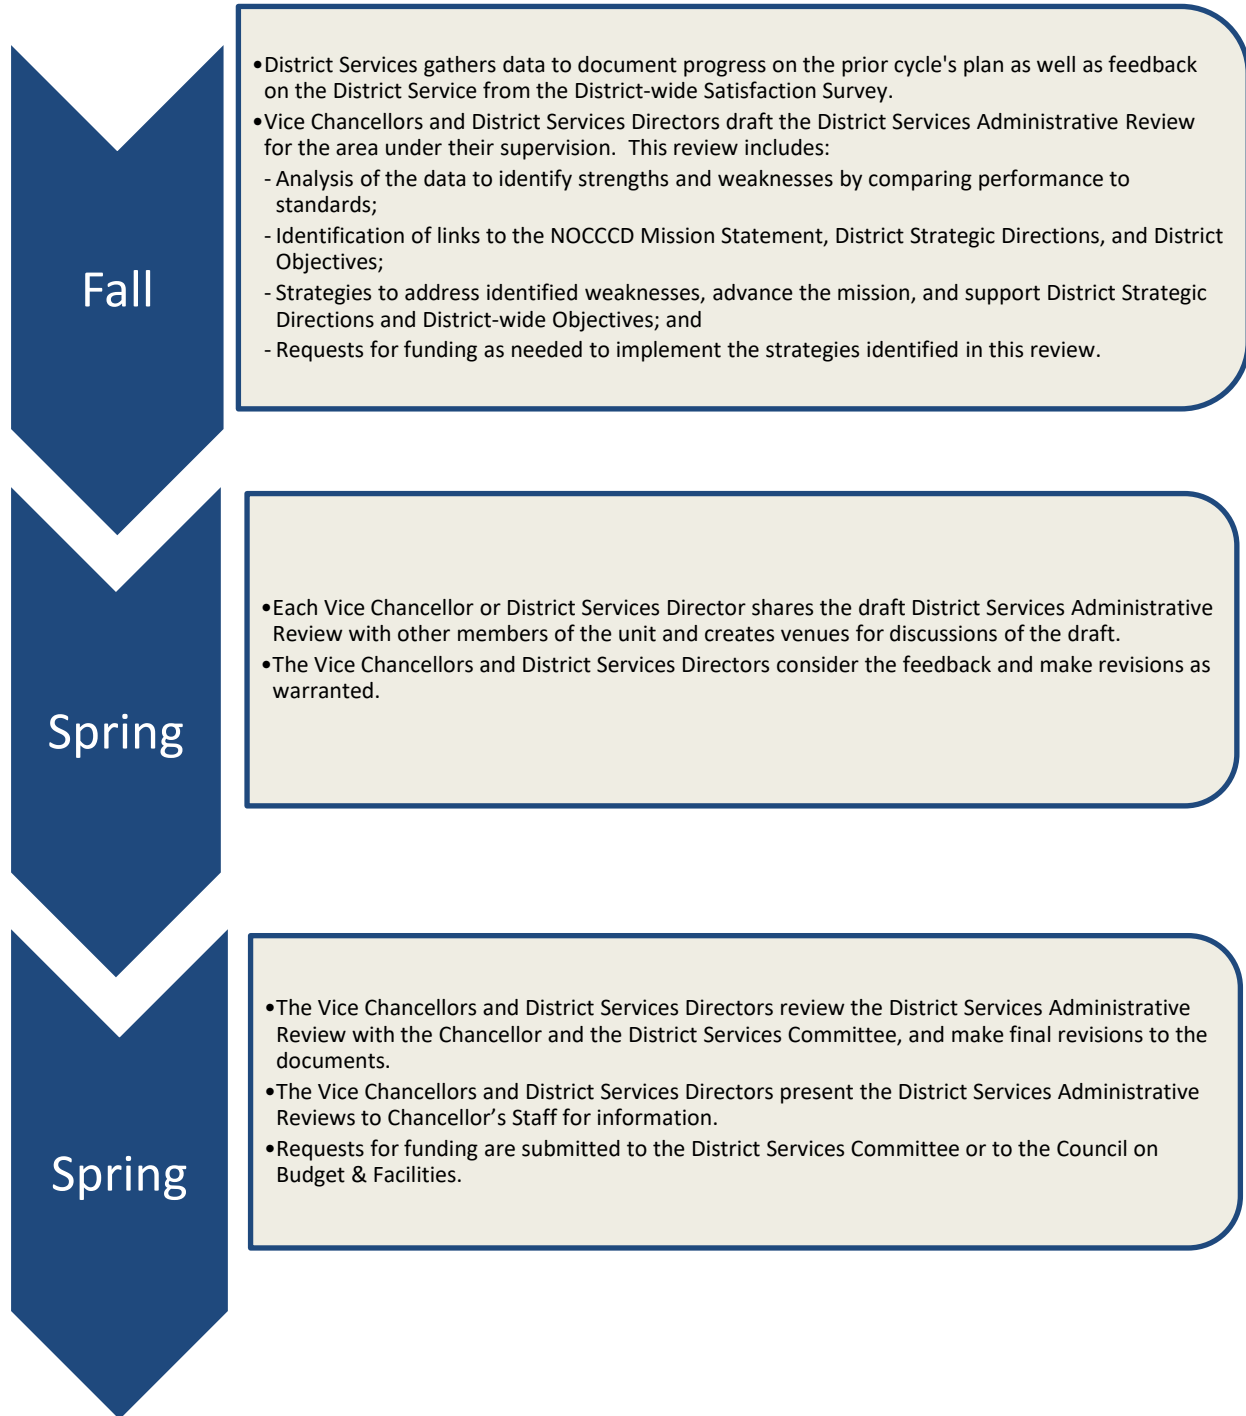 •District Services gathers data to document progress on the prior cycle's plan as well as feedback
on the District Service from the District-wide Satisfaction Survey.
•Vice Chancellors and District Services Directors draft the District Services Administrative Review
for the area under their supervision.  This review includes:
- Analysis of the data to identify strengths and weaknesses by comparing performance to
standards;
- Identification of links to the NOCCCD Mission Statement, District Strategic Directions, and District
Objectives;
- Strategies to address identified weaknesses, advance the mission, and support District Strategic
Directions and District-wide Objectives; and
- Requests for funding as needed to implement the strategies identified in this review.
Fall
•Each Vice Chancellor or District Services Director shares the draft District Services Administrative
Review with other members of the unit and creates venues for discussions of the draft.
•The Vice Chancellors and District Services Directors consider the feedback and make revisions as
warranted.
Spring
•The Vice Chancellors and District Services Directors review the District Services Administrative
Review with the Chancellor and the District Services Committee, and make final revisions to the
documents.
•The Vice Chancellors and District Services Directors present the District Services Administrative
Reviews to Chancellor’s Staff for information.
•Requests for funding are submitted to the District Services Committee or to the Council on
Budget & Facilities.
Spring